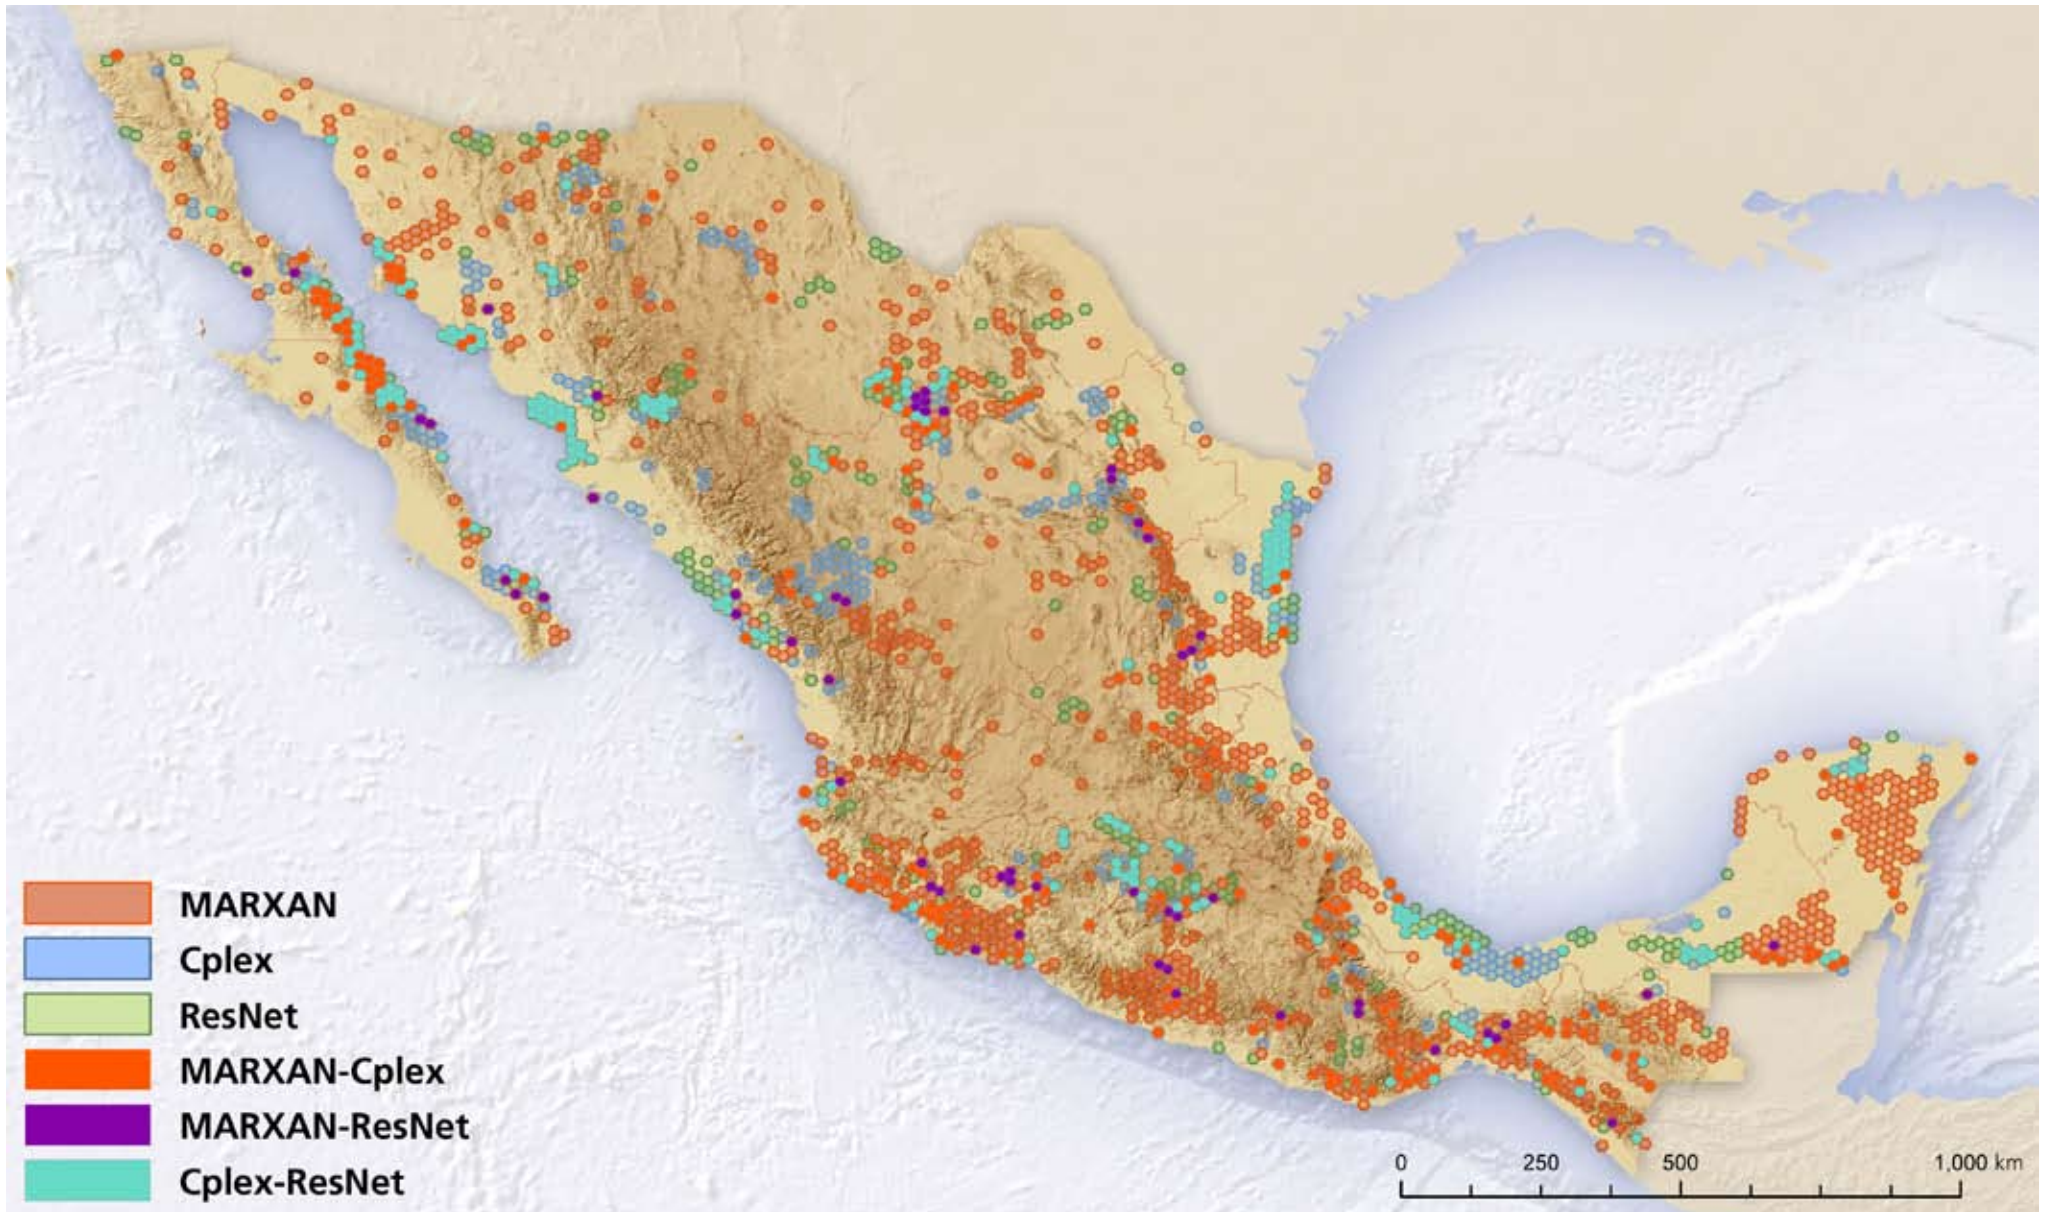 MARXAN
Cplex
ResNet
MARXAN-Cplex
MARXAN-ResNet
Cplex-ResNet
0 250 500 1,000 km